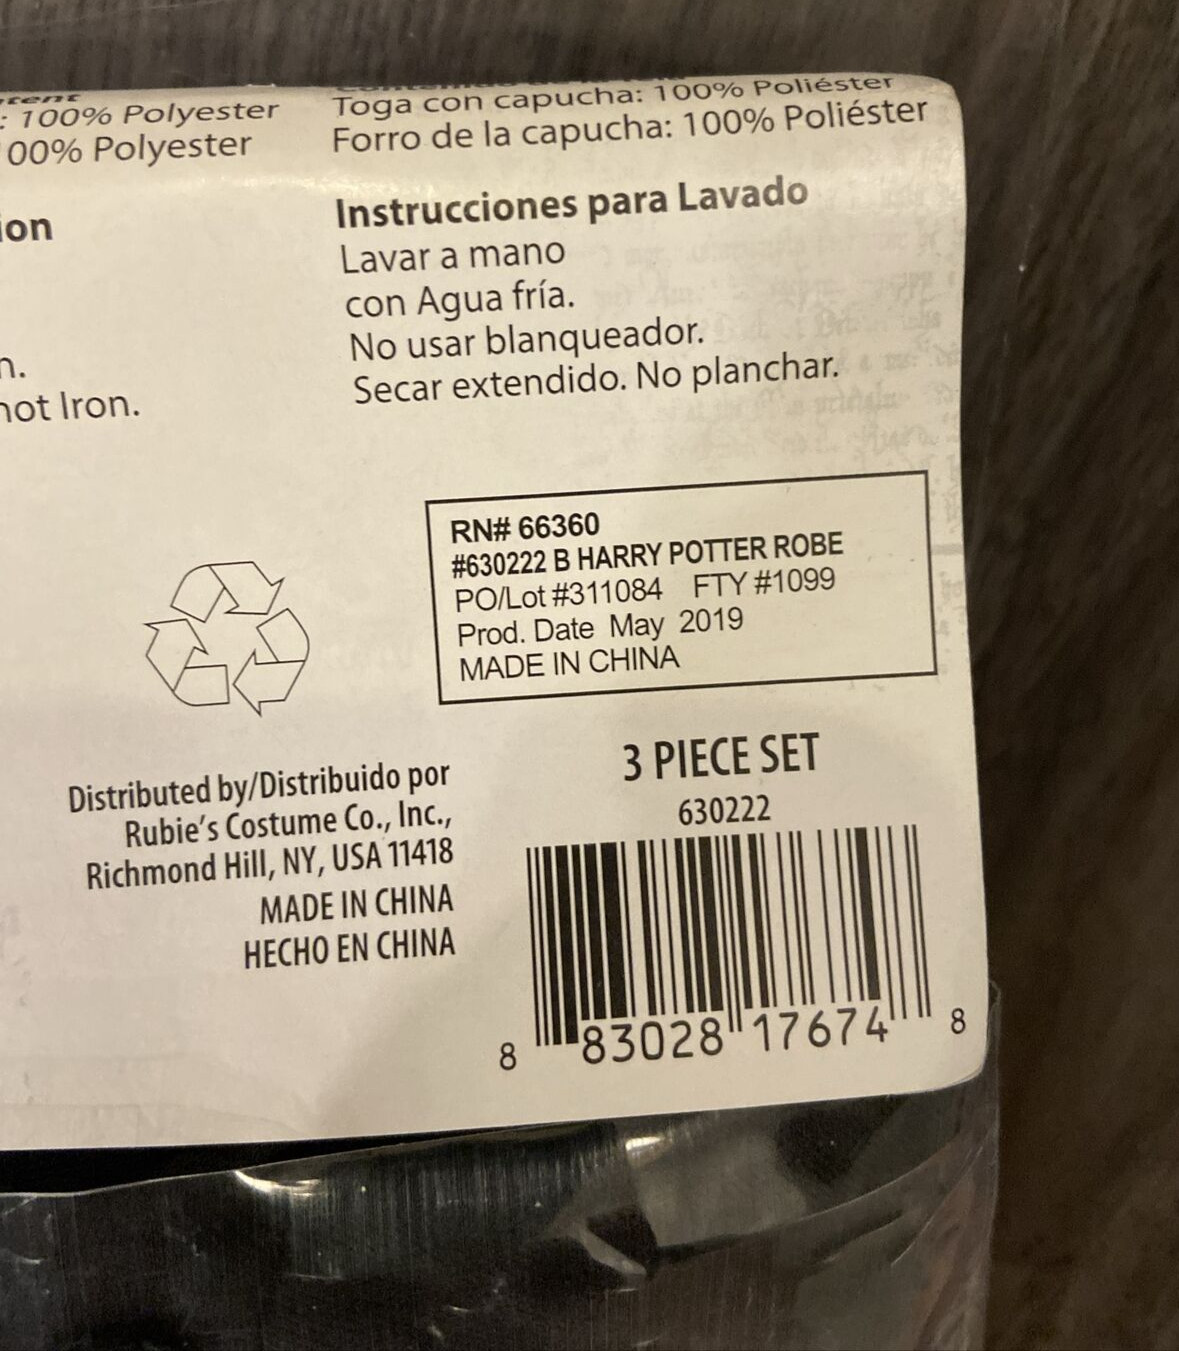 : 100% Polyester
00% Polyester
Toga con capucha: 100% Poliéster
Forro de la capucha: 100% Poliéster
ion
n.
not Iron.
Instrucciones para Lavado
Lavar a mano
con Agua fría.
No usar blanqueador.
Secar extendido. No planchar.
RN# 66360
#630222 B HARRY POTTER ROBE
PO/Lot #311084 FTY #1099
Prod. Date May 2019
MADE IN CHINA
Distributed by/Distribuido por
Rubie's Costume Co., Inc.,
Richmond Hill, NY, USA 11418
MADE IN CHINA
HECHO EN CHINA
3 PIECE SET
630222
8 83028 17674 8